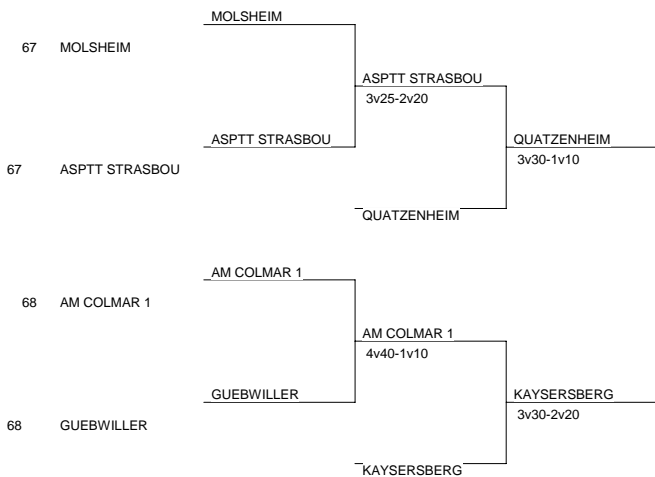 MOLSHEIM
67 MOLSHEIM
ASPTT STRASBOU
3v25-2v20
ASPTT STRASBOU
QUATZENHEIM
3v30-1v10
67 ASPTT STRASBOU
QUATZENHEIM
AM COLMAR 1
68 AM COLMAR 1
AM COLMAR 1
4v40-1v10
GUEBWILLER
KAYSERSBERG
3v30-2v20
68 GUEBWILLER
KAYSERSBERG